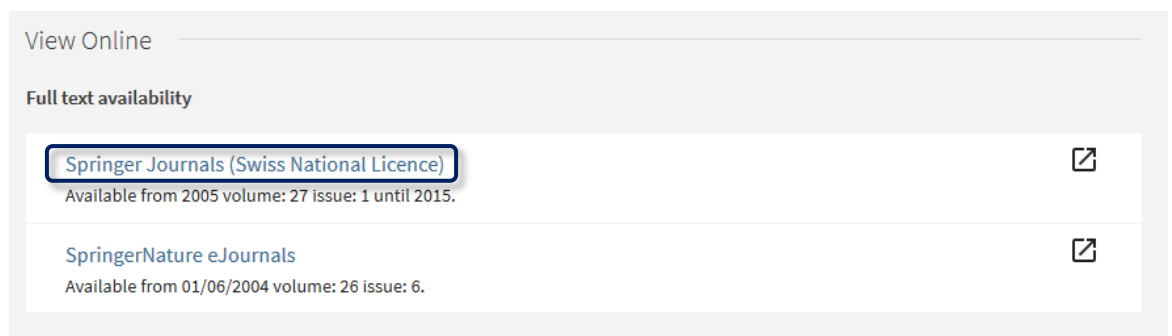 View Online
Full text availability
Springer Journals (Swiss National Licence)
Available from 2005 volume: 27 issue: 1 until 2015.
SpringerNature eJournals
Available from 01/06/2004 volume: 26 issue: 6.